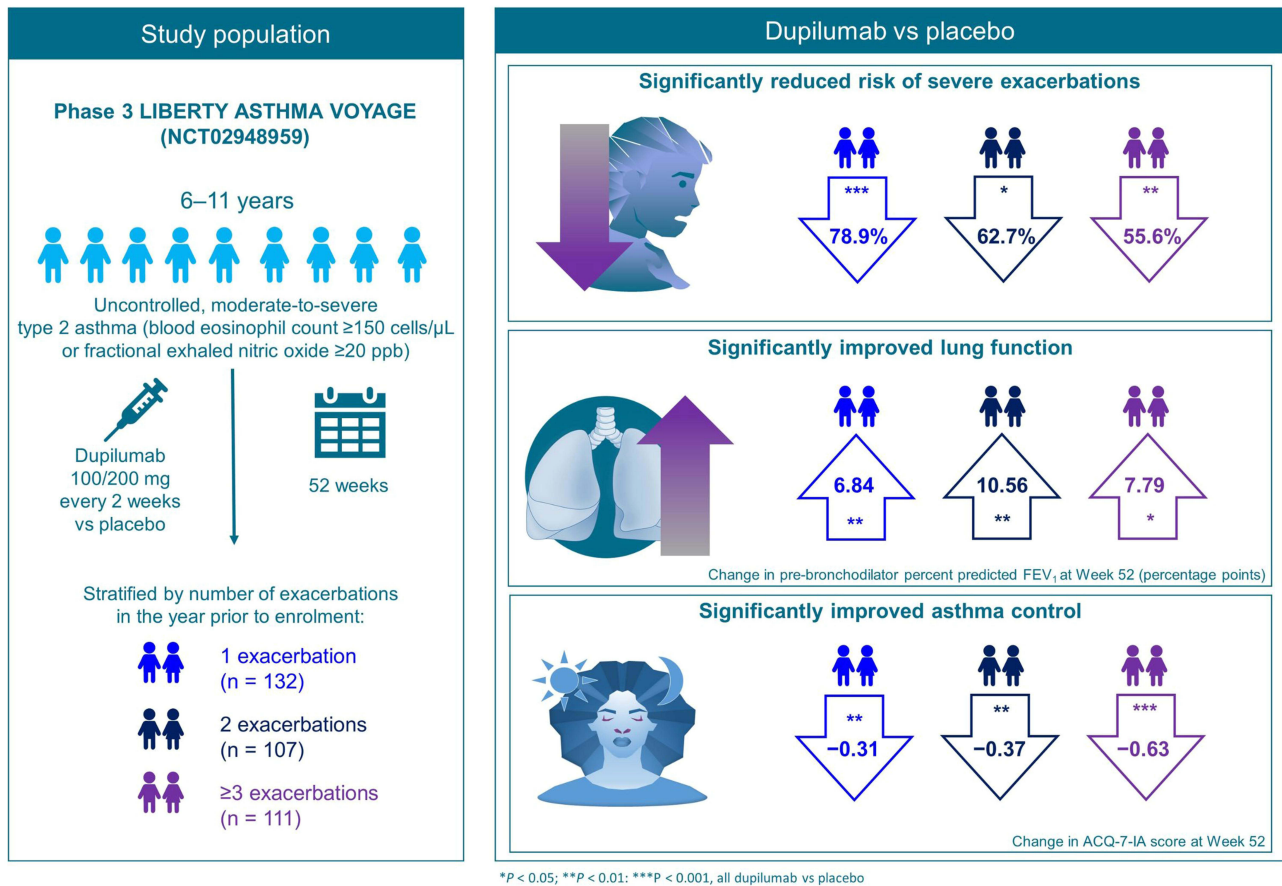 Study population
Phase 3 LIBERTY ASTHMA VOYAGE
(NCT02948959)
6–11 years
Uncontrolled, moderate-to-severe
type 2 asthma (blood eosinophil count ≥150 cells/µL
or fractional exhaled nitric oxide ≥20 ppb)
Dupilumab
100/200 mg
every 2 weeks
vs placebo
52 weeks
Stratified by number of exacerbations
in the year prior to enrolment:
1 exacerbation
(n = 132)
2 exacerbations
(n = 107)
≥3 exacerbations
(n = 111)
Dupilumab vs placebo
Significantly reduced risk of severe exacerbations
*** * **
78.9% 62.7% 55.6%
Significantly improved lung function
6.84 10.56 7.79
** ** *
Change in pre-bronchodilator percent predicted FEV₁ at Week 52 (percentage points)
Significantly improved asthma control
** ** ***
−0.31 −0.37 −0.63
Change in ACQ-7-IA score at Week 52
*P < 0.05; **P < 0.01: ***P < 0.001, all dupilumab vs placebo